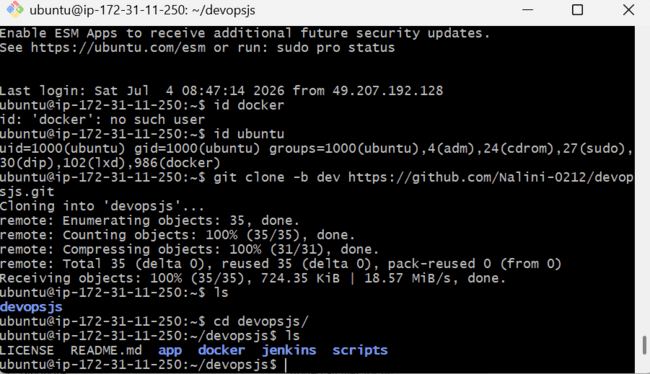 ubuntu@ip-172-31-11-250: ~/devopsjs
Enable ESM Apps to receive additional future security updates.
See https://ubuntu.com/esm or run: sudo pro status
Last login: Sat Jul  4 08:47:14 2026 from 49.207.192.128
ubuntu@ip-172-31-11-250:~$ id docker
id: 'docker': no such user
ubuntu@ip-172-31-11-250:~$ id ubuntu
uid=1000(ubuntu) gid=1000(ubuntu) groups=1000(ubuntu),4(adm),24(cdrom),27(sudo),
30(dip),102(lxd),986(docker)
ubuntu@ip-172-31-11-250:~$ git clone -b dev https://github.com/Nalini-0212/devop
sjs.git
Cloning into 'devopsjs'...
remote: Enumerating objects: 35, done.
remote: Counting objects: 100% (35/35), done.
remote: Compressing objects: 100% (31/31), done.
remote: Total 35 (delta 0), reused 35 (delta 0), pack-reused 0 (from 0)
Receiving objects: 100% (35/35), 724.35 KiB | 18.57 MiB/s, done.
ubuntu@ip-172-31-11-250:~$ ls
devopsjs
ubuntu@ip-172-31-11-250:~$ cd devopsjs/
ubuntu@ip-172-31-11-250:~/devopsjs$ ls
LICENSE  README.md  app  docker  jenkins  scripts
ubuntu@ip-172-31-11-250:~/devopsjs$